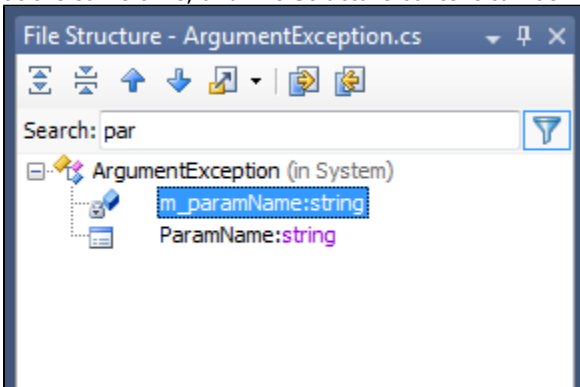 File Structure - ArgumentException.cs
Search: par
ArgumentException (in System)
m_paramName:string
ParamName:string